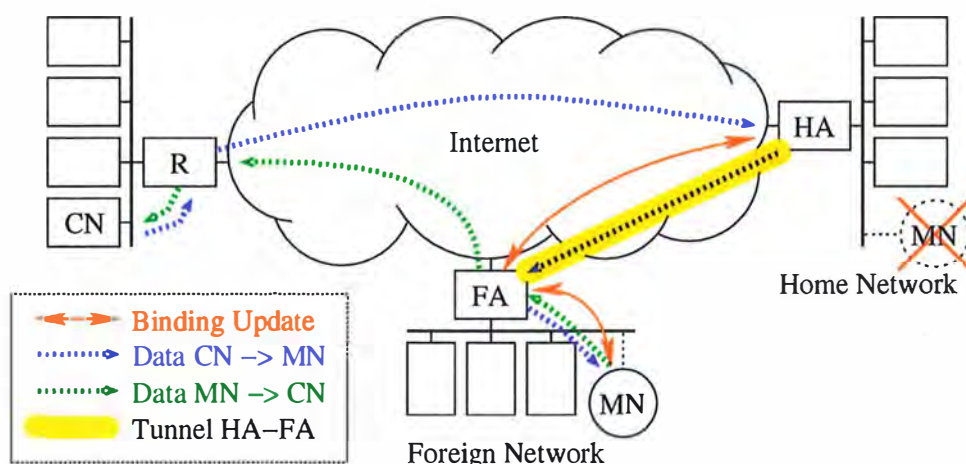 HA
Internet
R
CN
MN
Home Network
FA
Binding Update
Data CN –> MN
Data MN –> CN
Tunnel HA–FA
MN
Foreign Network